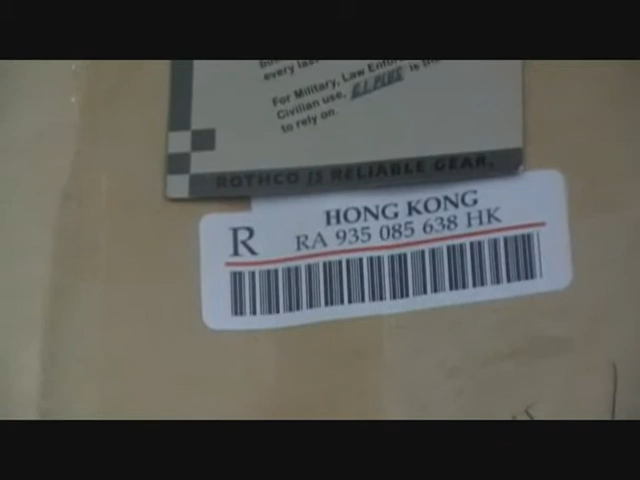 every last
For Military, Law Enfor
Civilian use, G.I. PLUS is the
to rely on.
ROTHCO IS RELIABLE GEAR.
HONG KONG
R
RA 935 085 638 HK